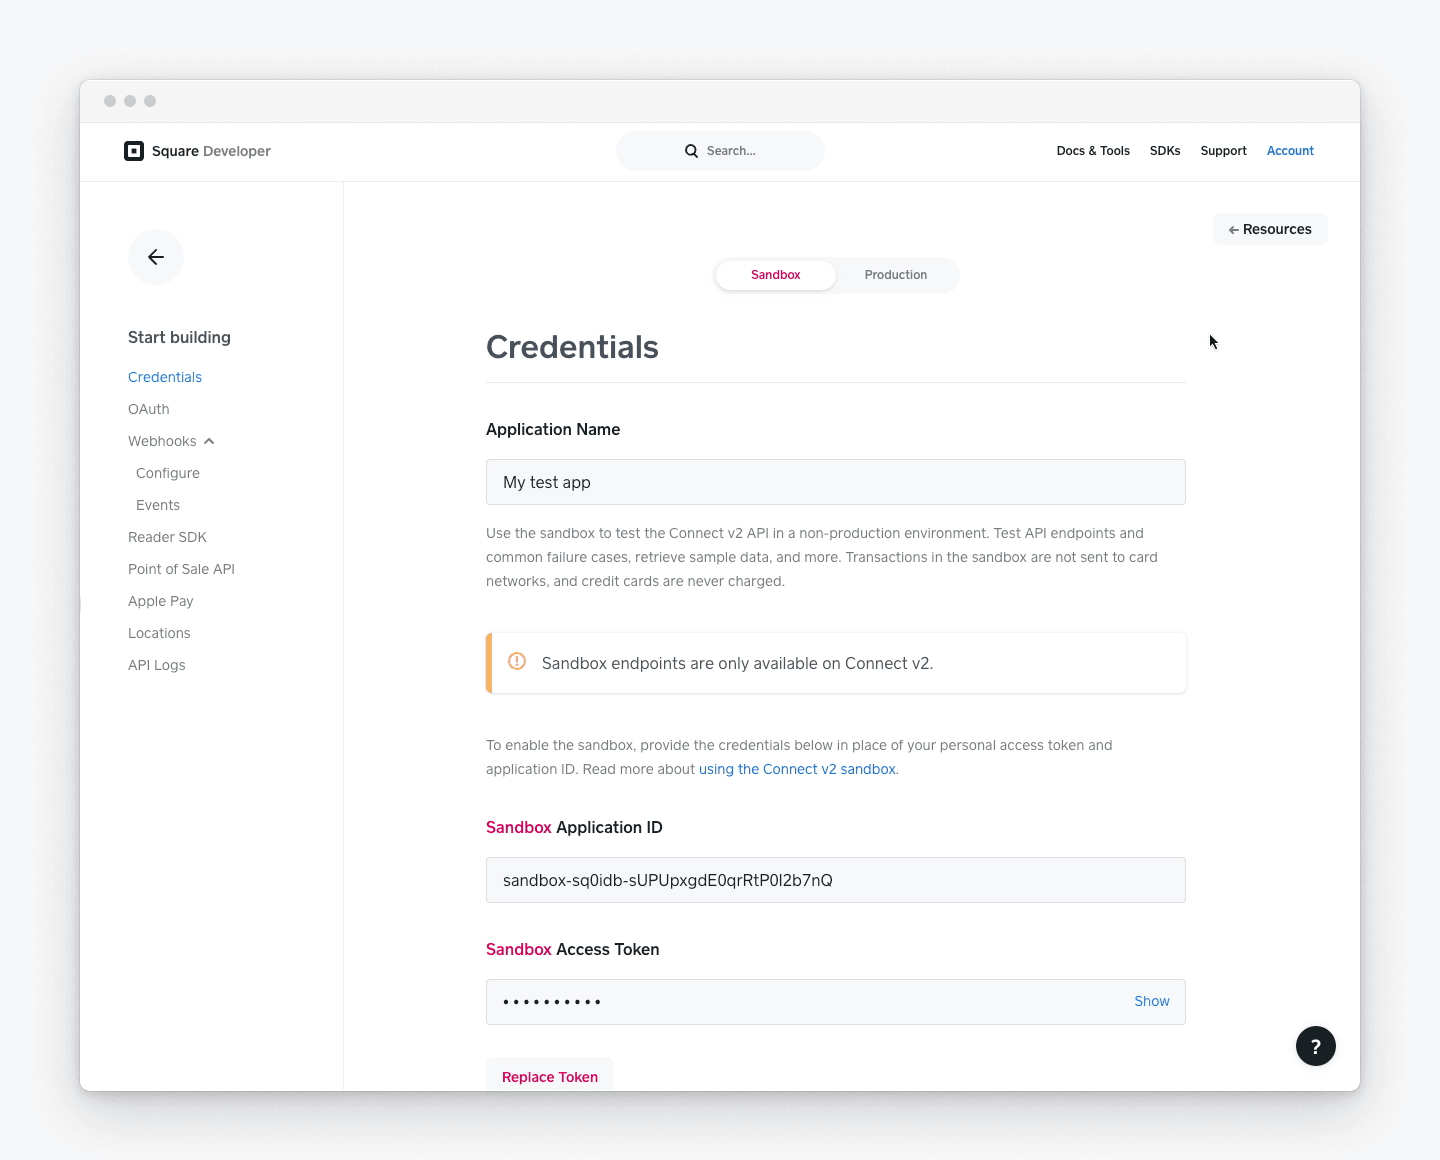 Square Developer
Search...
Docs & Tools
SDKs
Support
Account
← Resources
Sandbox
Production
Start building
Credentials
OAuth
Webhooks
Configure
Events
Reader SDK
Point of Sale API
Apple Pay
Locations
API Logs
Credentials
Application Name
My test app
Use the sandbox to test the Connect v2 API in a non-production environment. Test API endpoints and
common failure cases, retrieve sample data, and more. Transactions in the sandbox are not sent to card
networks, and credit cards are never charged.
Sandbox endpoints are only available on Connect v2.
To enable the sandbox, provide the credentials below in place of your personal access token and
application ID. Read more about using the Connect v2 sandbox.
Sandbox Application ID
sandbox-sq0idb-sUPUpxgdE0qrRtP0I2b7nQ
Sandbox Access Token
••••••••••
Show
Replace Token
?